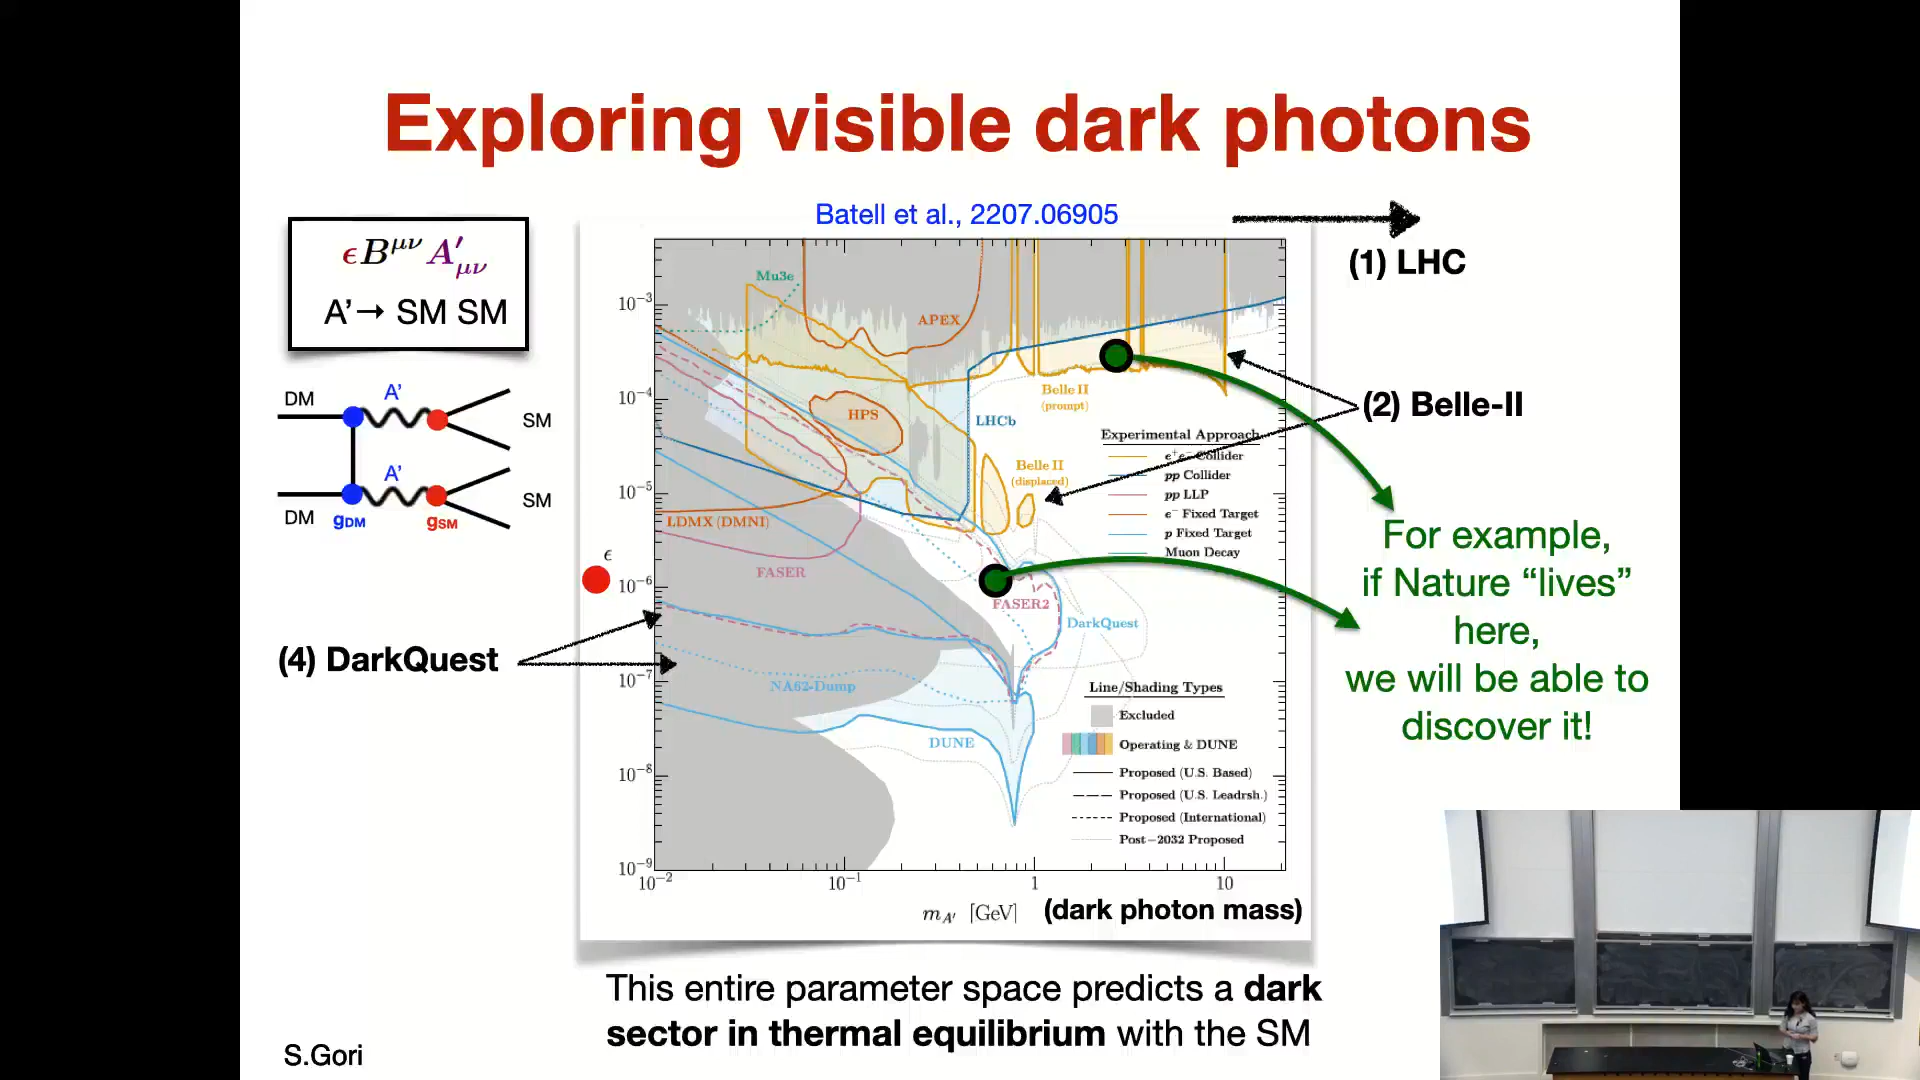 Exploring visible dark photons
Batell et al., 2207.06905
ϵB^{μν} A'_{μν}
A'→ SM SM
(1) LHC
(2) Belle-II
(4) DarkQuest
DM
A'
SM
A'
SM
DM
gDM
gSM
ϵ
10^{-3}
10^{-4}
10^{-5}
10^{-6}
10^{-7}
10^{-8}
10^{-9}
Mu3e
APEX
HPS
LHCb
Belle II
(prompt)
Belle II
(displaced)
LDMX (DMNI)
FASER
FASER2
DarkQuest
NA62-Dump
DUNE
Experimental Approach
e^+e^- Collider
pp Collider
pp LLP
e^- Fixed Target
p Fixed Target
Muon Decay
Line/Shading Types
Excluded
Operating & DUNE
Proposed (U.S. Based)
Proposed (U.S. Leadrsh.)
Proposed (International)
Post−2032 Proposed
10^{-2}
10^{-1}
1
10
m_{A'} [GeV] (dark photon mass)
For example,
if Nature “lives”
here,
we will be able to
discover it!
This entire parameter space predicts a dark
sector in thermal equilibrium with the SM
S.Gori